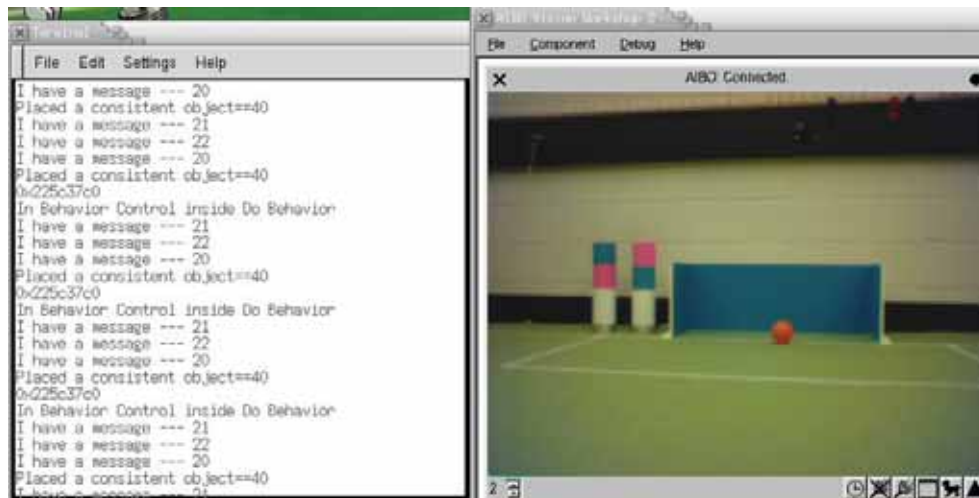 File Edit Settings Help
I have a message --- 20
Placed a consistent object==40
I have a message --- 21
I have a message --- 22
I have a message --- 20
Placed a consistent object==40
0x225c37c0
In Behavior Control inside Do Behavior
I have a message --- 21
I have a message --- 22
I have a message --- 20
Placed a consistent object==40
0x225c37c0
In Behavior Control inside Do Behavior
I have a message --- 21
I have a message --- 22
I have a message --- 20
Placed a consistent object==40
0x225c37c0
In Behavior Control inside Do Behavior
I have a message --- 21
I have a message --- 22
I have a message --- 20
Placed a consistent object==40
I have a message --- 21
File Component Debug Help
AIBO: Connected
2